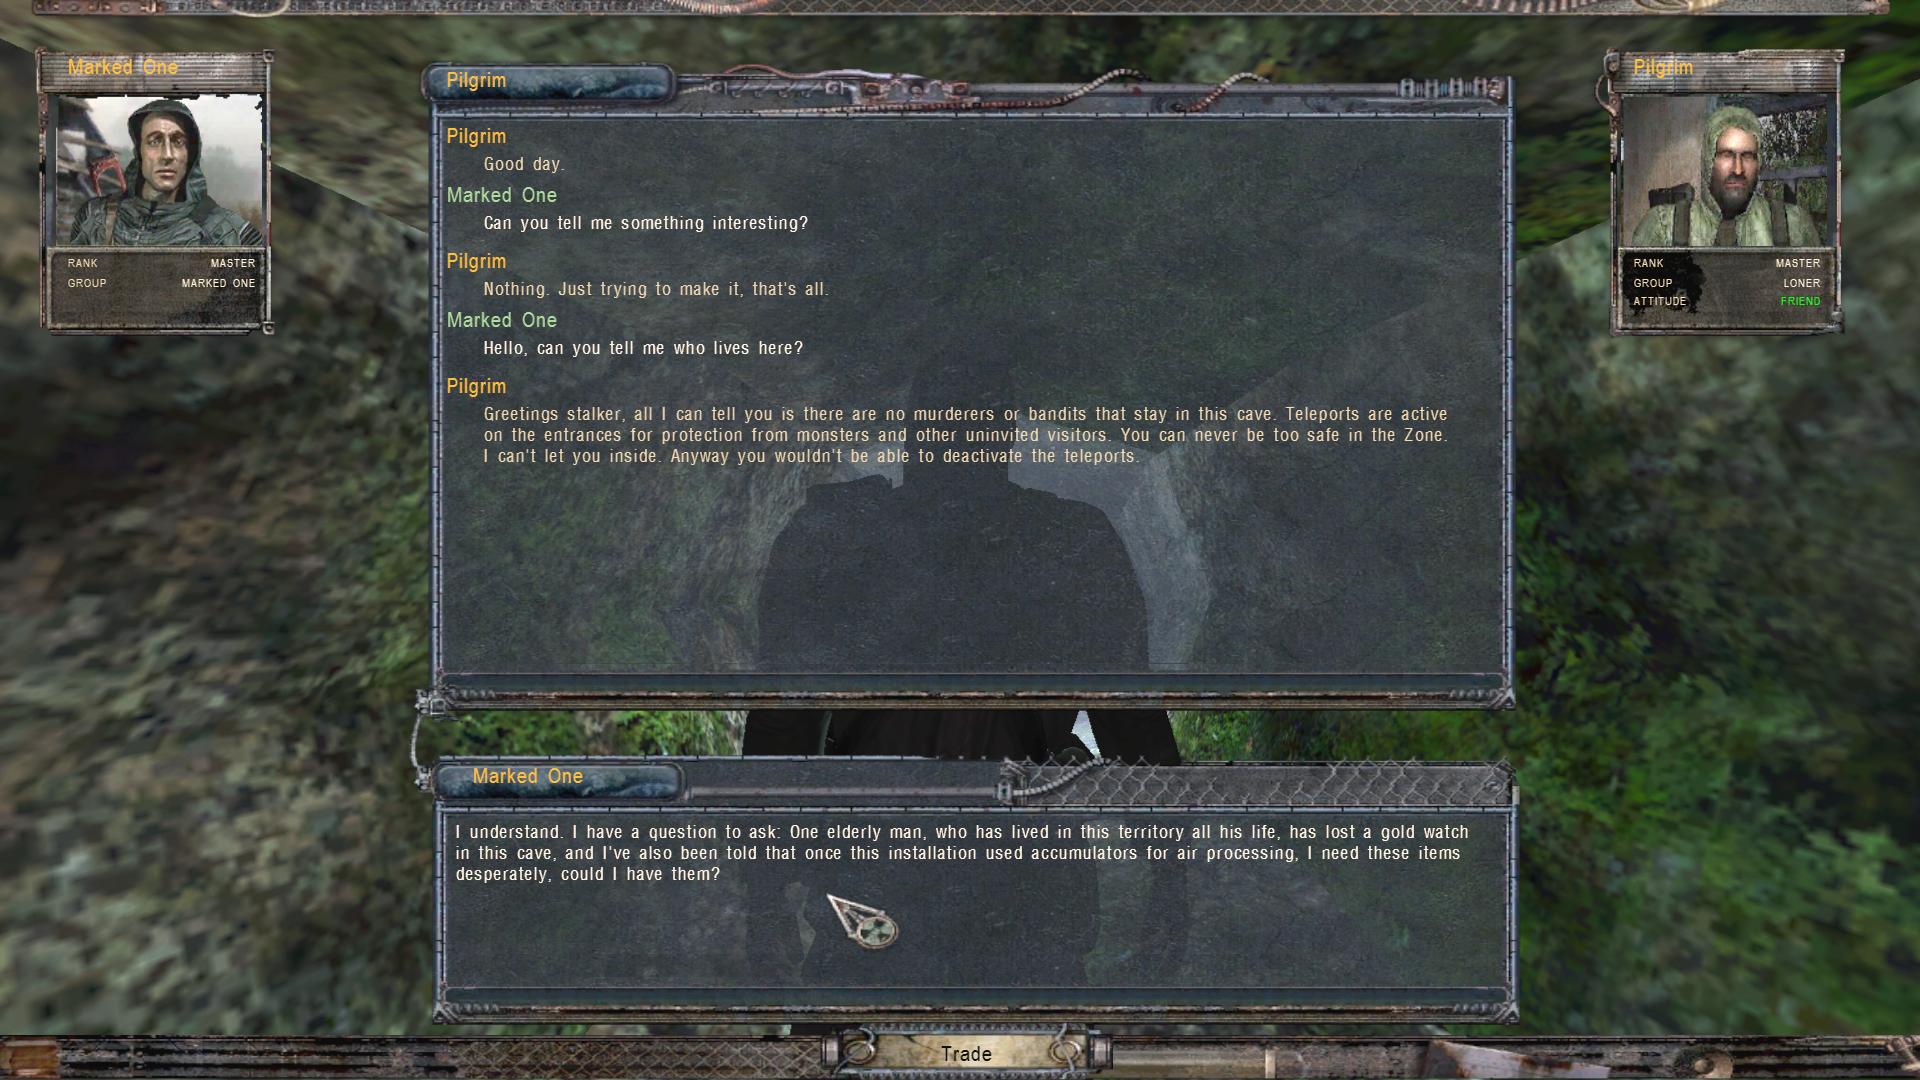 Marked One
RANK MASTER
GROUP MARKED ONE
Pilgrim
Pilgrim
Good day.
Marked One
Can you tell me something interesting?
Pilgrim
Nothing. Just trying to make it, that's all.
Marked One
Hello, can you tell me who lives here?
Pilgrim
Greetings stalker, all I can tell you is there are no murderers or bandits that stay in this cave. Teleports are active
on the entrances for protection from monsters and other uninvited visitors. You can never be too safe in the Zone.
I can't let you inside. Anyway you wouldn't be able to deactivate the teleports.
Pilgrim
RANK MASTER
GROUP LONER
ATTITUDE FRIEND
Marked One
I understand. I have a question to ask: One elderly man, who has lived in this territory all his life, has lost a gold watch
in this cave, and I've also been told that once this installation used accumulators for air processing, I need these items
desperately, could I have them?
Trade